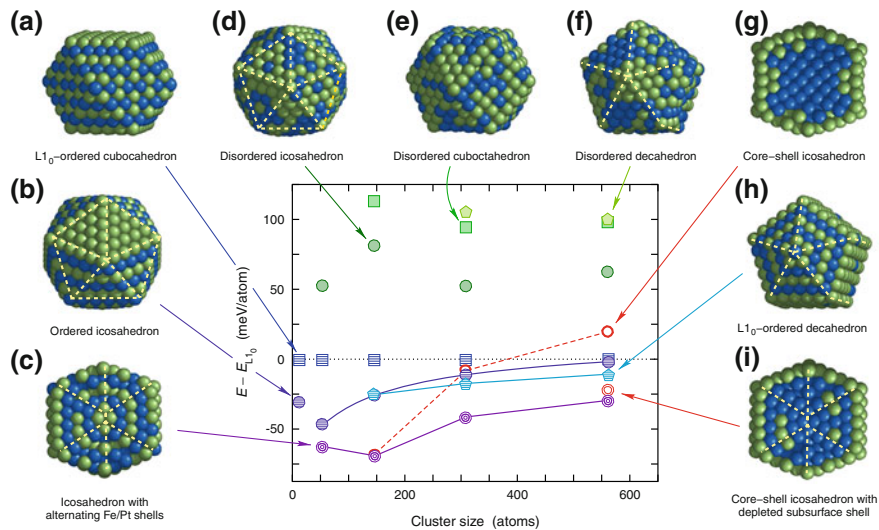 (a)
(d)
(e)
(f)
(g)
L1₀-ordered cubocahedron
Disordered icosahedron
Disordered cuboctahedron
Disordered decahedron
Core-shell icosahedron
(b)
(h)
Ordered icosahedron
L1₀-ordered decahedron
(c)
(i)
Icosahedron with
alternating Fe/Pt shells
Core-shell icosahedron with
depleted subsurface shell
E − E_L1₀ (meV/atom)
100
50
0
-50
0
200
400
600
Cluster size (atoms)